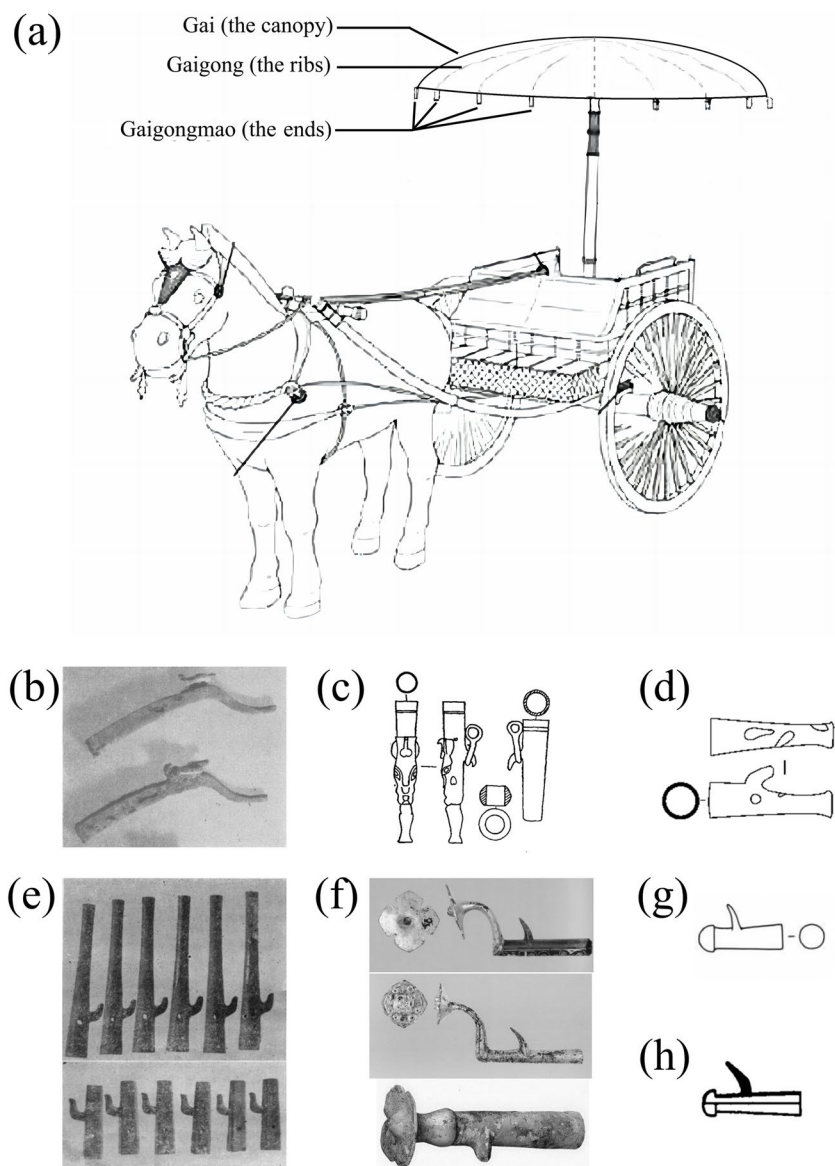 (a)
Gai (the canopy)
Gaigong (the ribs)
Gaigongmao (the ends)
(b)
(c)
(d)
(e)
(f)
(g)
(h)